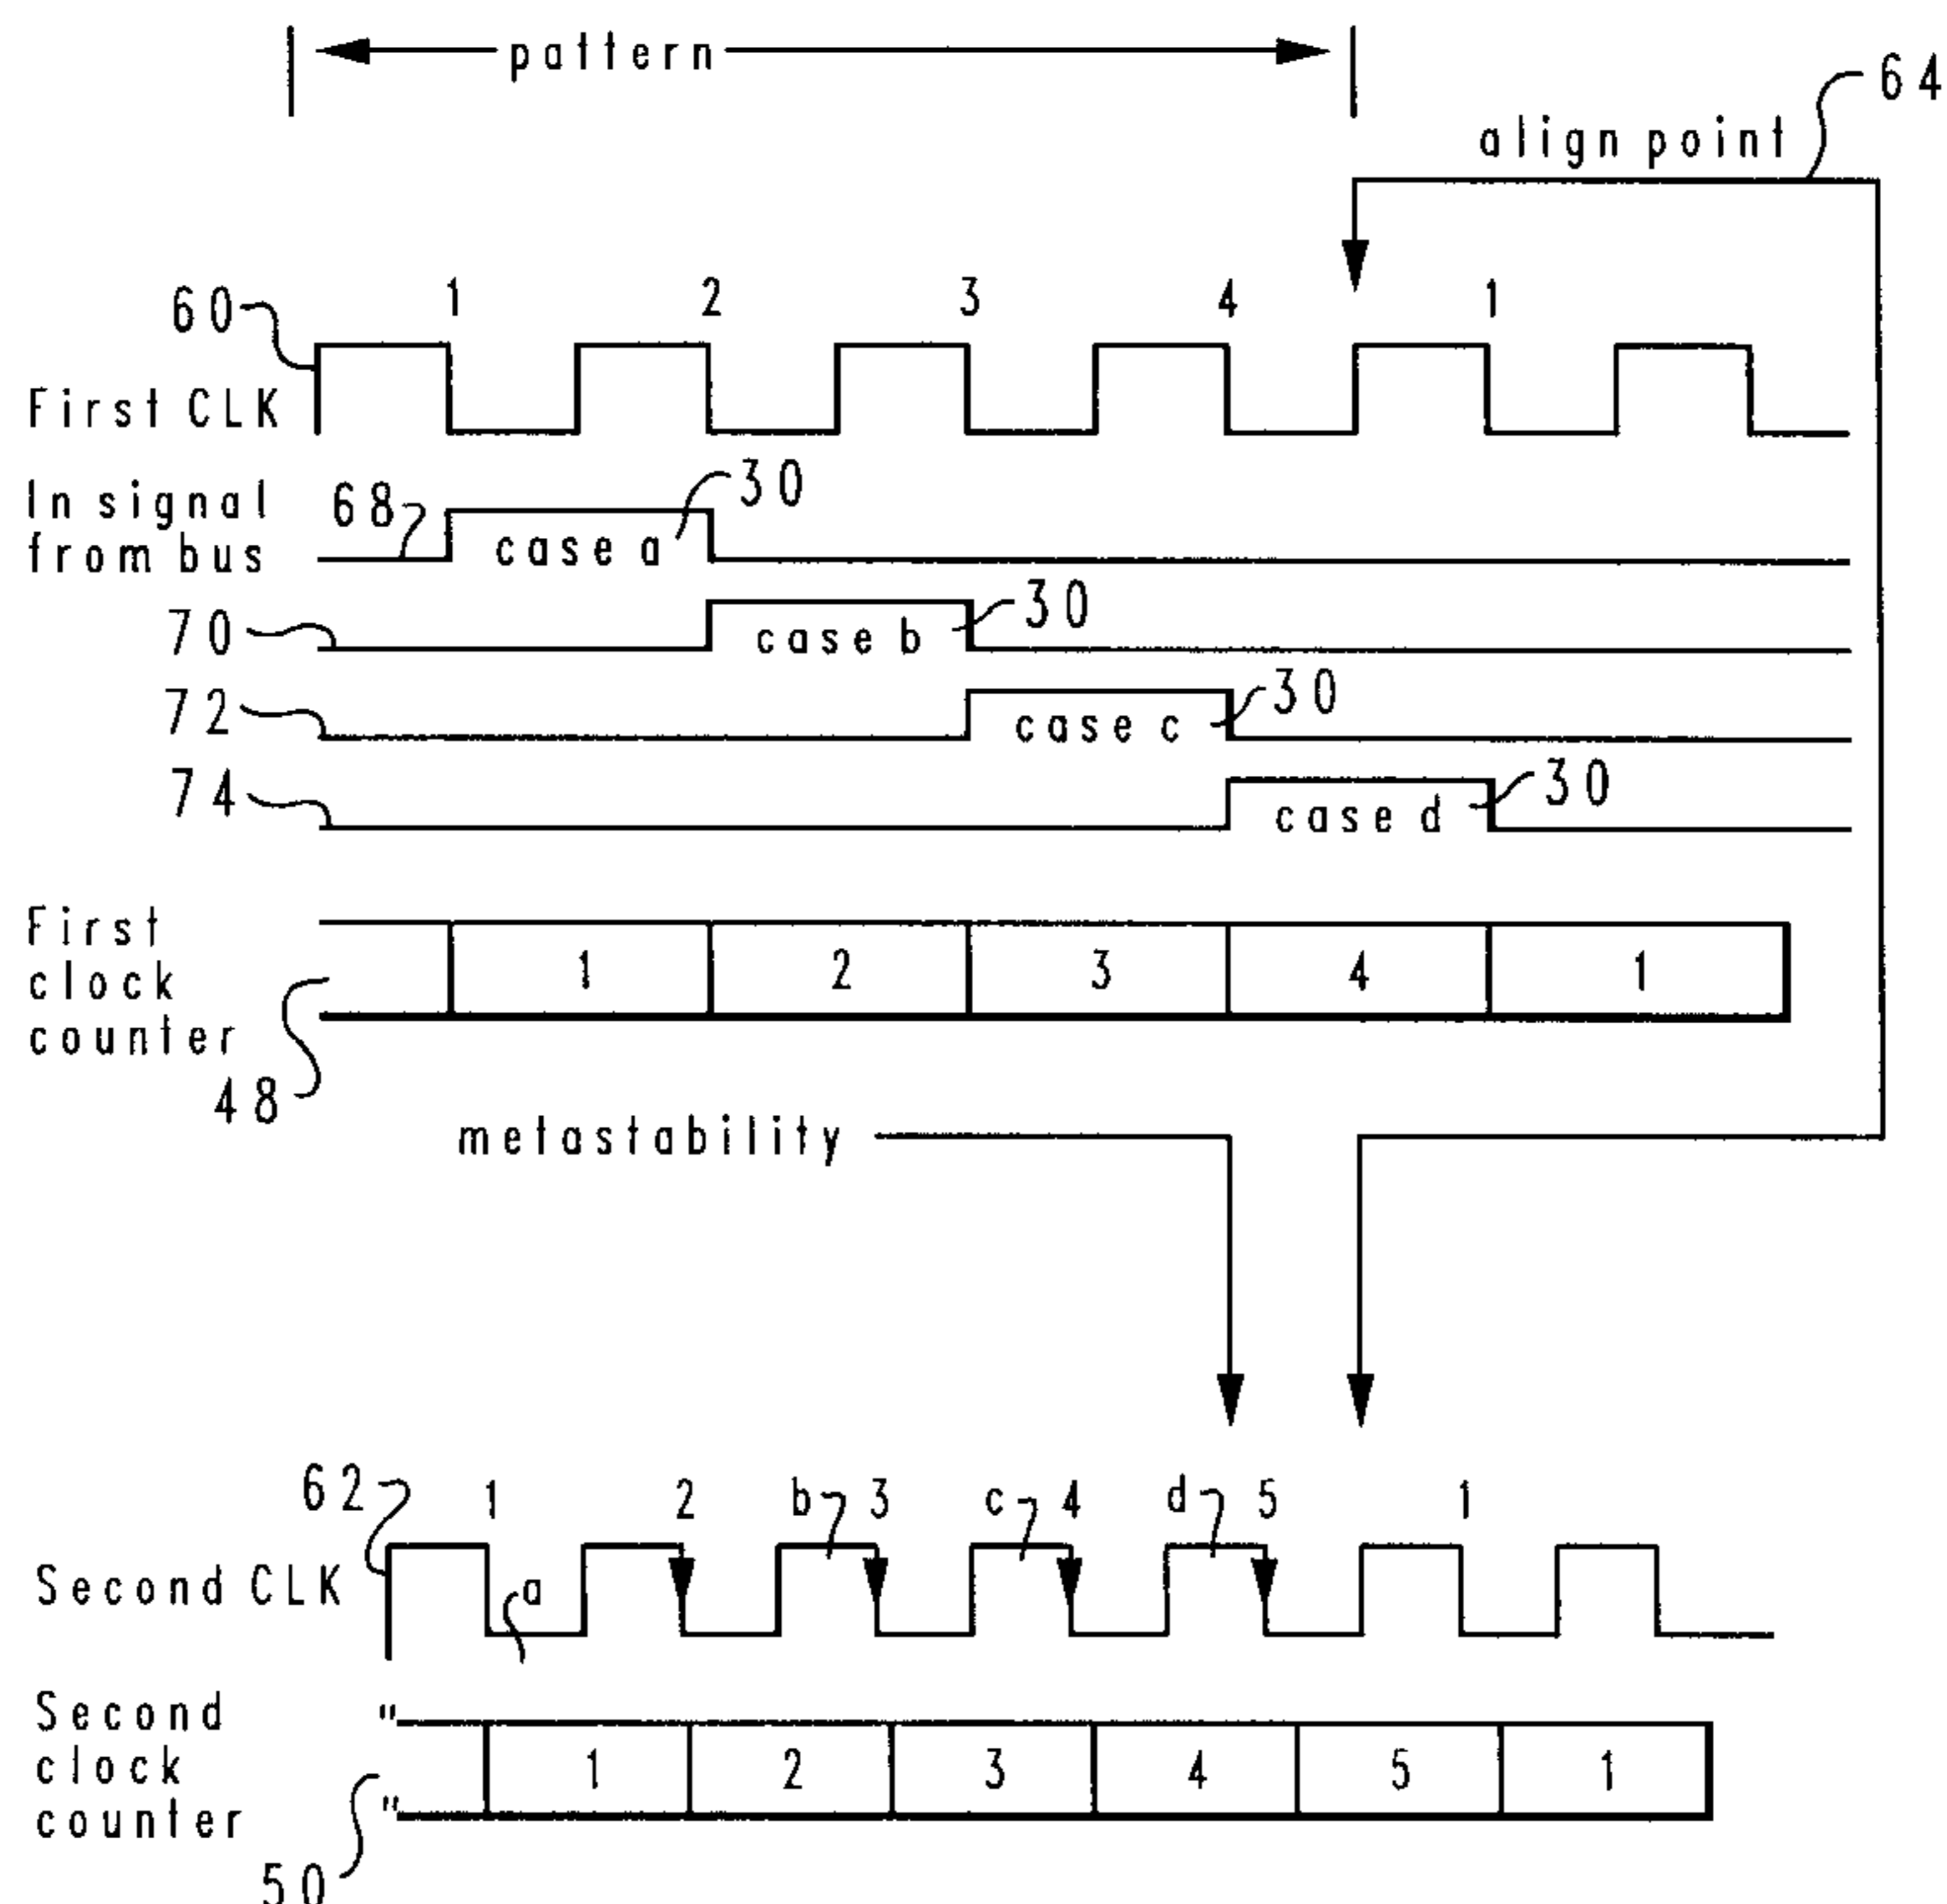 pattern
64
align point
1 2 3 4 1
60
First CLK
In signal
from bus
68
case a
30
70
case b
30
72
case c
30
74
case d
30
First
clock
counter
1 2 3 4 1
48
metastability
62
1 2 b 3 c 4 d 5 1
Second CLK
a
Second
clock
counter
" "
1 2 3 4 5 1
50